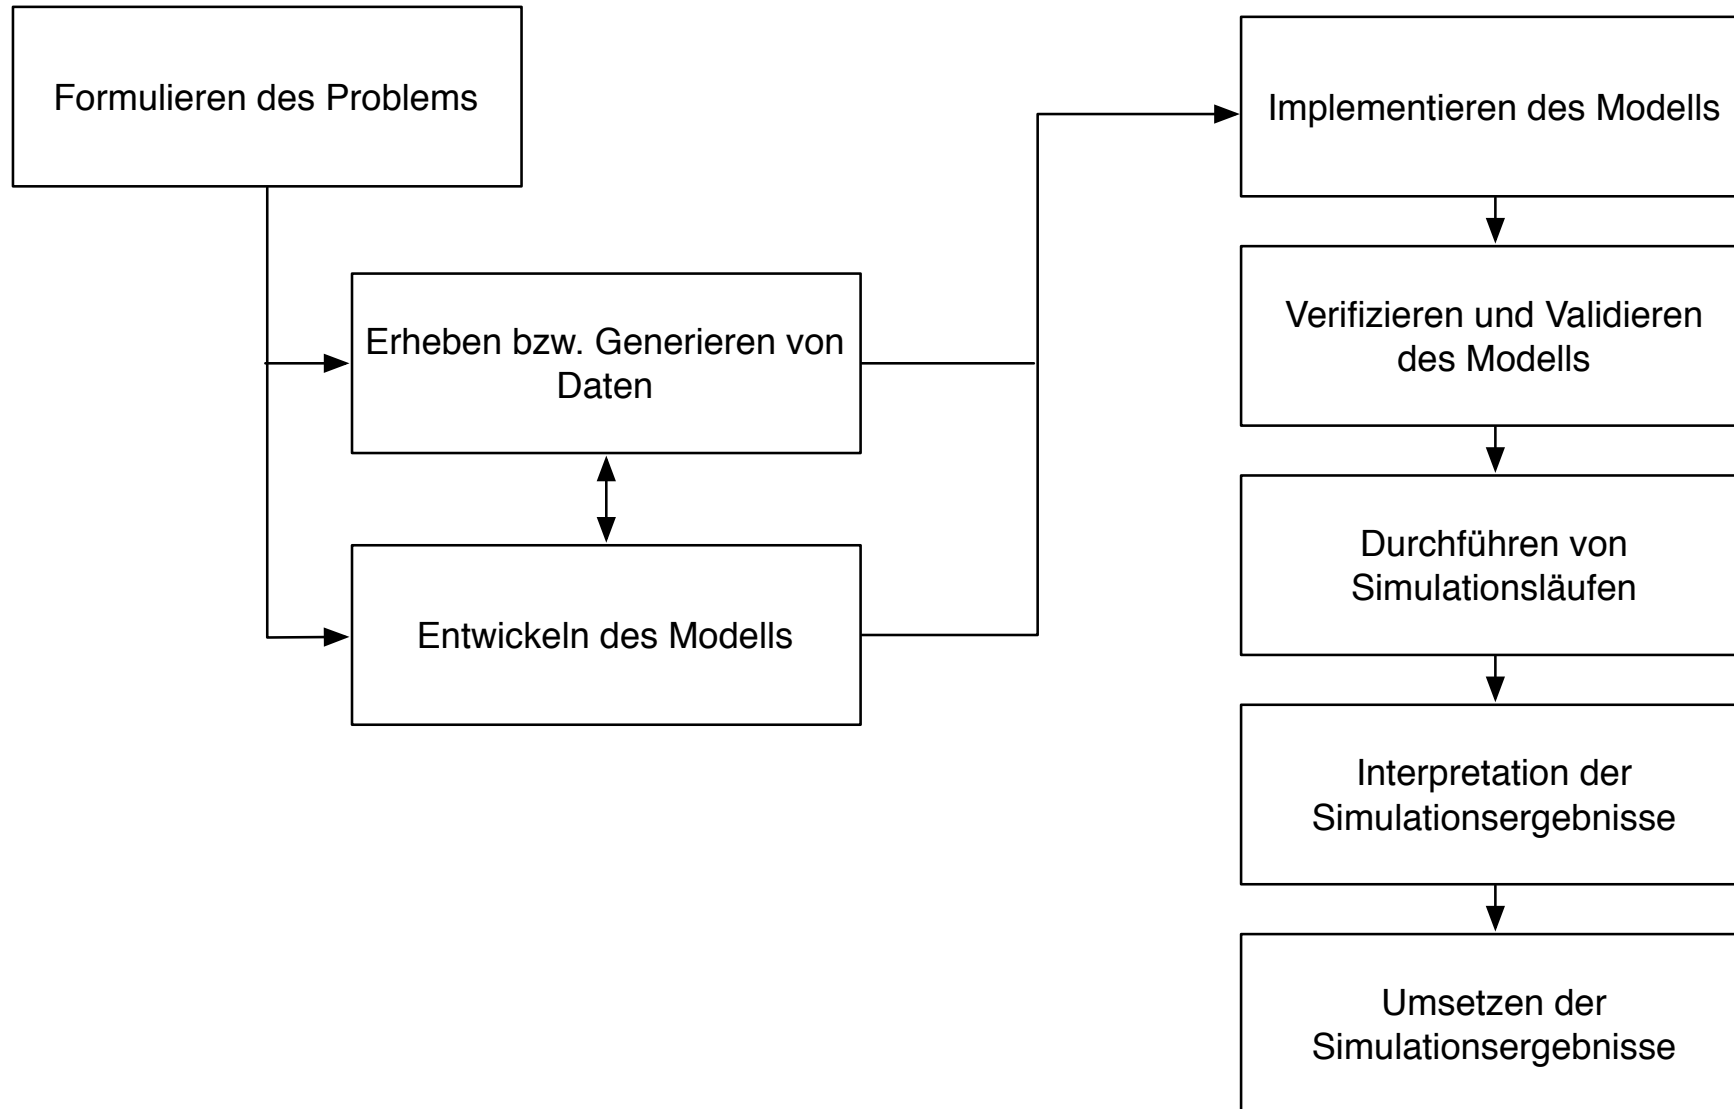 Formulieren des Problems
Erheben bzw. Generieren von
Daten
Entwickeln des Modells
Implementieren des Modells
Verifizieren und Validieren
des Modells
Durchführen von
Simulationsläufen
Interpretation der
Simulationsergebnisse
Umsetzen der
Simulationsergebnisse